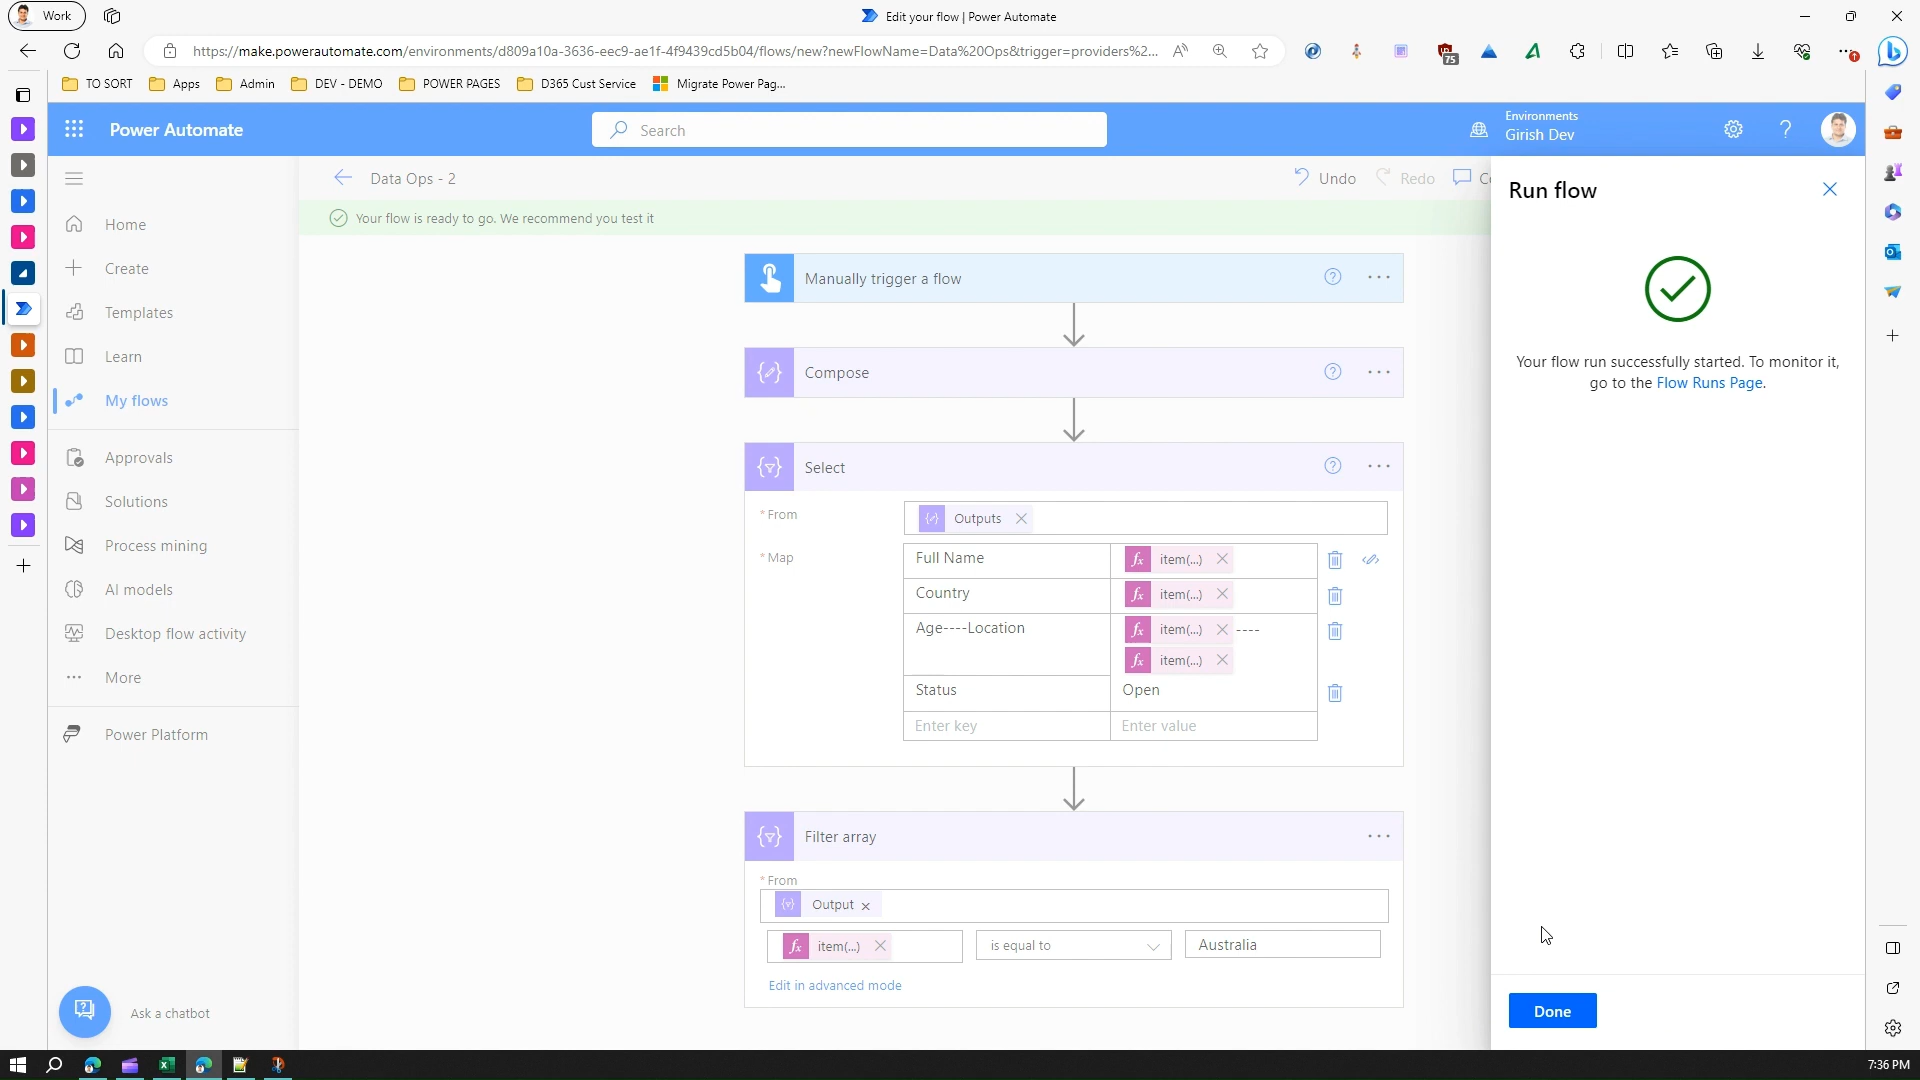 Work
Edit your flow | Power Automate
https://make.powerautomate.com/environments/d809a10a-3636-eec9-ae1f-4f9439cd5b04/flows/new?newFlowName=Data%20Ops&trigger=providers%2...
75
TO SORT
Apps
Admin
DEV - DEMO
POWER PAGES
D365 Cust Service
Migrate Power Pag...
Power Automate
Search
Environments
Girish Dev
Data Ops - 2
Undo
Redo
Your flow is ready to go. We recommend you test it
Home
Create
Templates
Learn
My flows
Approvals
Solutions
Process mining
AI models
Desktop flow activity
More
Power Platform
Ask a chatbot
Manually trigger a flow
Compose
Select
* From
Outputs
* Map
Full Name
item(...)
Country
item(...)
Age----Location
item(...) ----
item(...)
Status
Open
Enter key
Enter value
Filter array
* From
Output
item(...)
is equal to
Australia
Edit in advanced mode
Run flow
Your flow run successfully started. To monitor it,
go to the Flow Runs Page.
Done
7:36 PM